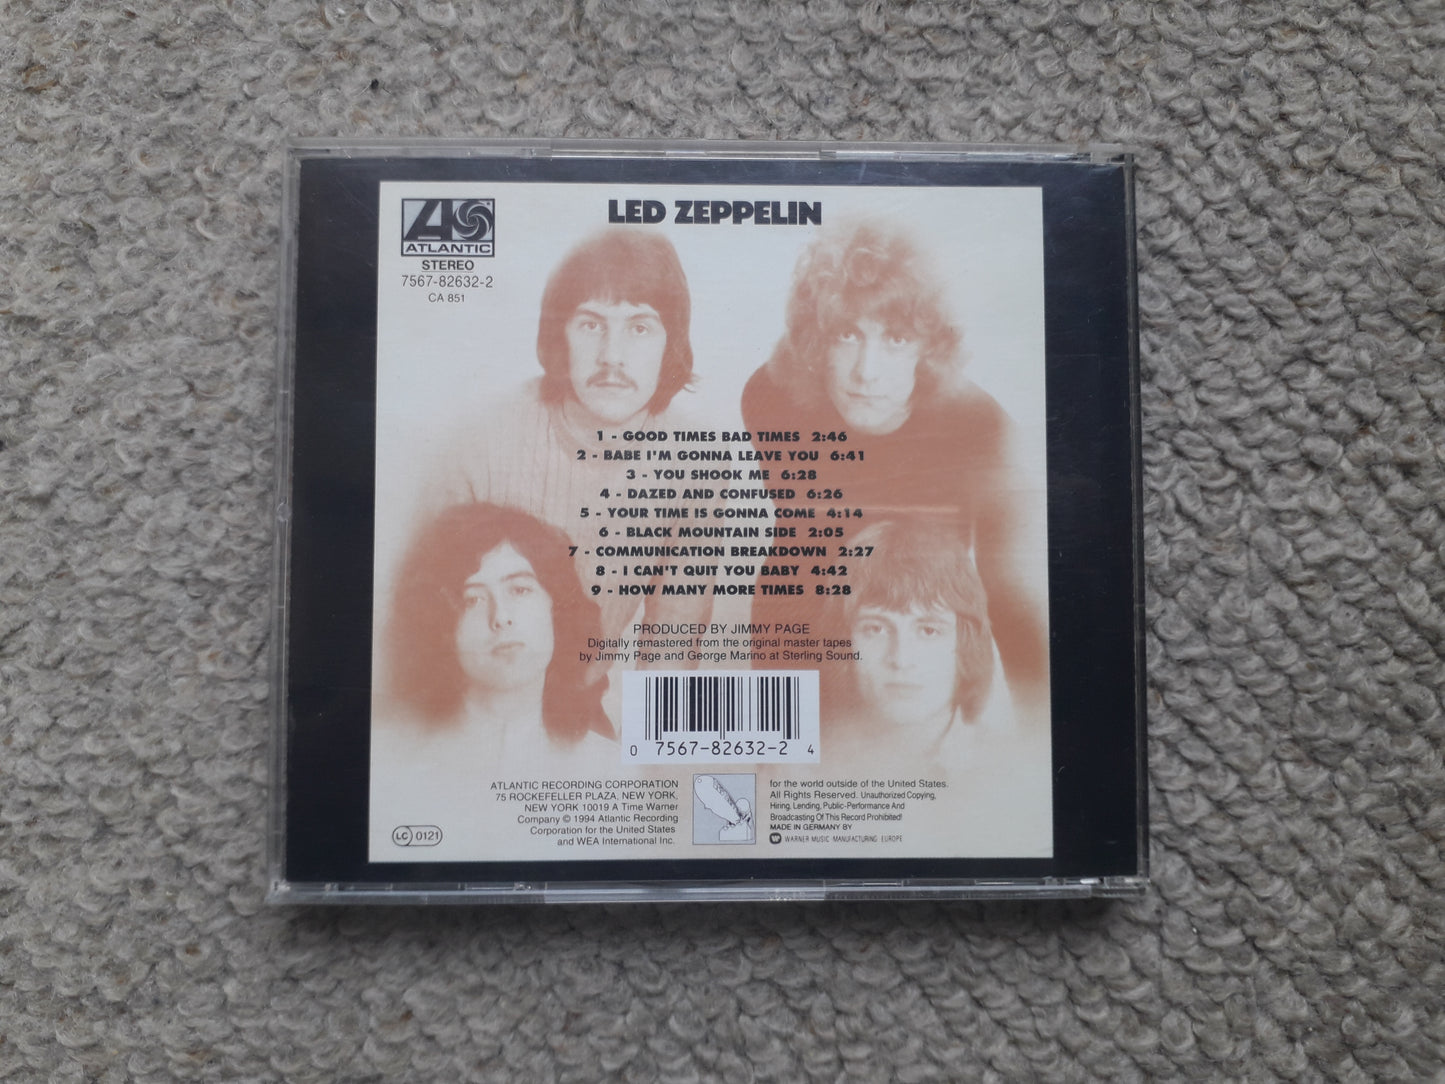 ATLANTIC
STEREO
7567-82632-2
CA 851
LED ZEPPELIN
1 - GOOD TIMES BAD TIMES 2:46
2 - BABE I'M GONNA LEAVE YOU 6:41
3 - YOU SHOOK ME 6:28
4 - DAZED AND CONFUSED 6:26
5 - YOUR TIME IS GONNA COME 4:14
6 - BLACK MOUNTAIN SIDE 2:05
7 - COMMUNICATION BREAKDOWN 2:27
8 - I CAN'T QUIT YOU BABY 4:42
9 - HOW MANY MORE TIMES 8:28
PRODUCED BY JIMMY PAGE
Digitally remastered from the original master tapes
by Jimmy Page and George Marino at Sterling Sound.
0 7567-82632-2 4
ATLANTIC RECORDING CORPORATION
75 ROCKEFELLER PLAZA, NEW YORK,
NEW YORK 10019 A Time Warner
Company © 1994 Atlantic Recording
Corporation for the United States
and WEA International Inc.
for the world outside of the United States.
All Rights Reserved. Unauthorized Copying,
Hiring, Lending, Public-Performance And
Broadcasting Of This Record Prohibited!
MADE IN GERMANY BY
WARNER MUSIC MANUFACTURING EUROPE
LC 0121